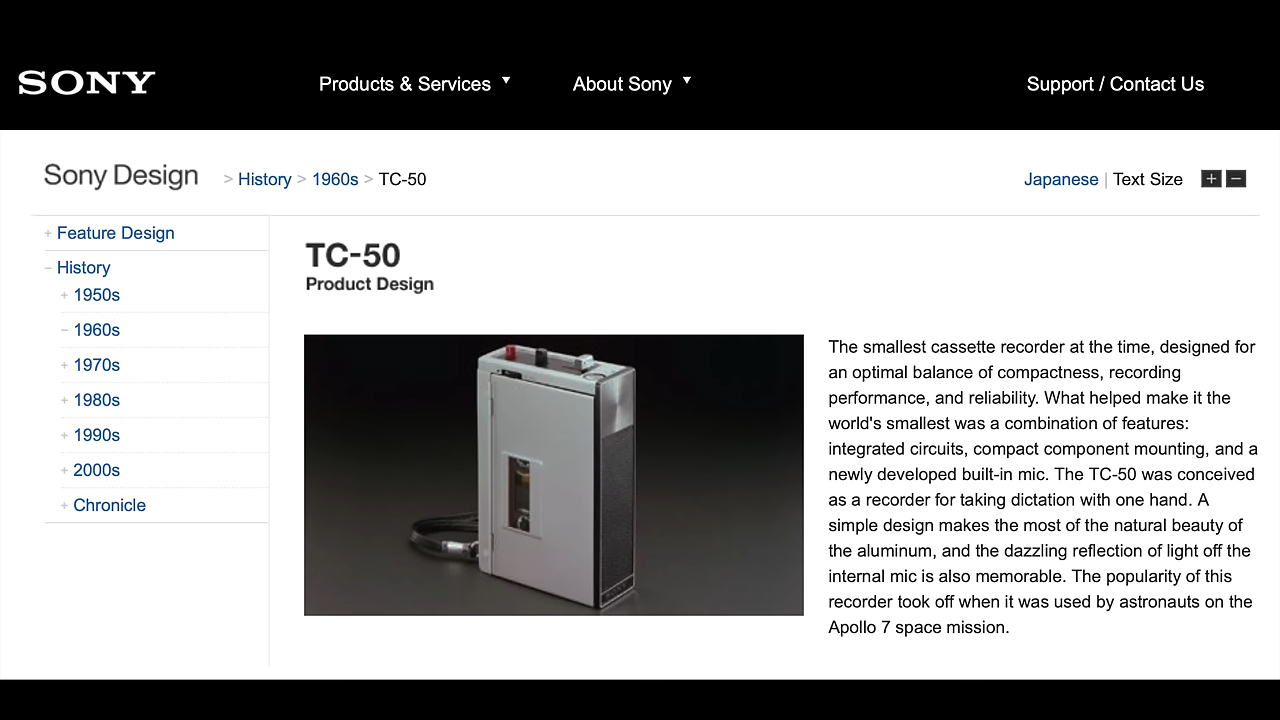 SONY
Products & Services ▼
About Sony ▼
Support / Contact Us
Sony Design
> History > 1960s > TC-50
Japanese | Text Size + −
+ Feature Design
− History
+ 1950s
− 1960s
+ 1970s
+ 1980s
+ 1990s
+ 2000s
+ Chronicle
TC-50
Product Design
The smallest cassette recorder at the time, designed for
an optimal balance of compactness, recording
performance, and reliability. What helped make it the
world's smallest was a combination of features:
integrated circuits, compact component mounting, and a
newly developed built-in mic. The TC-50 was conceived
as a recorder for taking dictation with one hand. A
simple design makes the most of the natural beauty of
the aluminum, and the dazzling reflection of light off the
internal mic is also memorable. The popularity of this
recorder took off when it was used by astronauts on the
Apollo 7 space mission.